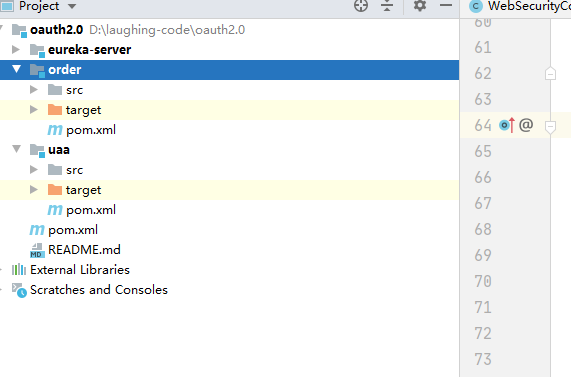 Project
oauth2.0 D:\laughing-code\oauth2.0
eureka-server
order
src
target
m pom.xml
uaa
src
target
m pom.xml
m pom.xml
MD README.md
External Libraries
Scratches and Consoles
C WebSecurityCo
60
61
62
63
64 @
65
66
67
68
69
70
71
72
73